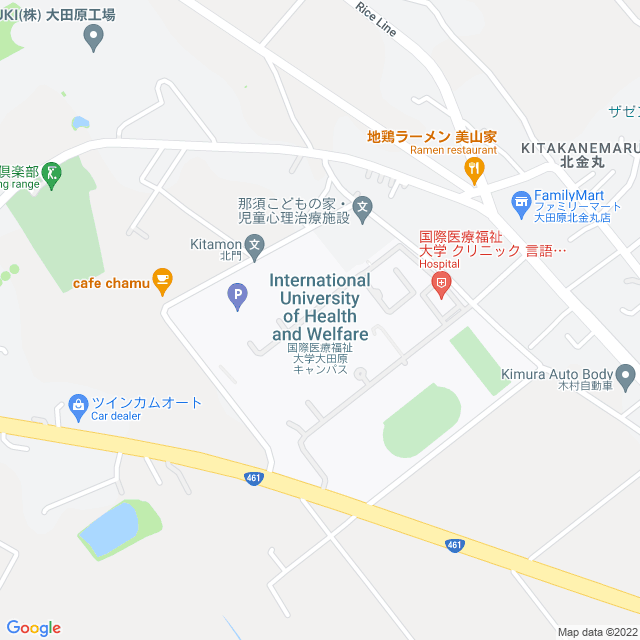 Rice Line
UKI(株) 大田原工場
地鶏ラーメン 美山家
Ramen restaurant
KITAKANEMARU
北金丸
倶楽部
ng range
FamilyMart
ファミリーマート
大田原北金丸店
那須こどもの家・
児童心理治療施設
Kitamon
北門
国際医療福祉
大学 クリニック 言語…
Hospital
cafe chamu
P
International
University
of Health
and Welfare
国際医療福祉
大学大田原
キャンパス
Kimura Auto Body
木村自動車
ツインカムオート
Car dealer
461
461
Google
Map data ©2022